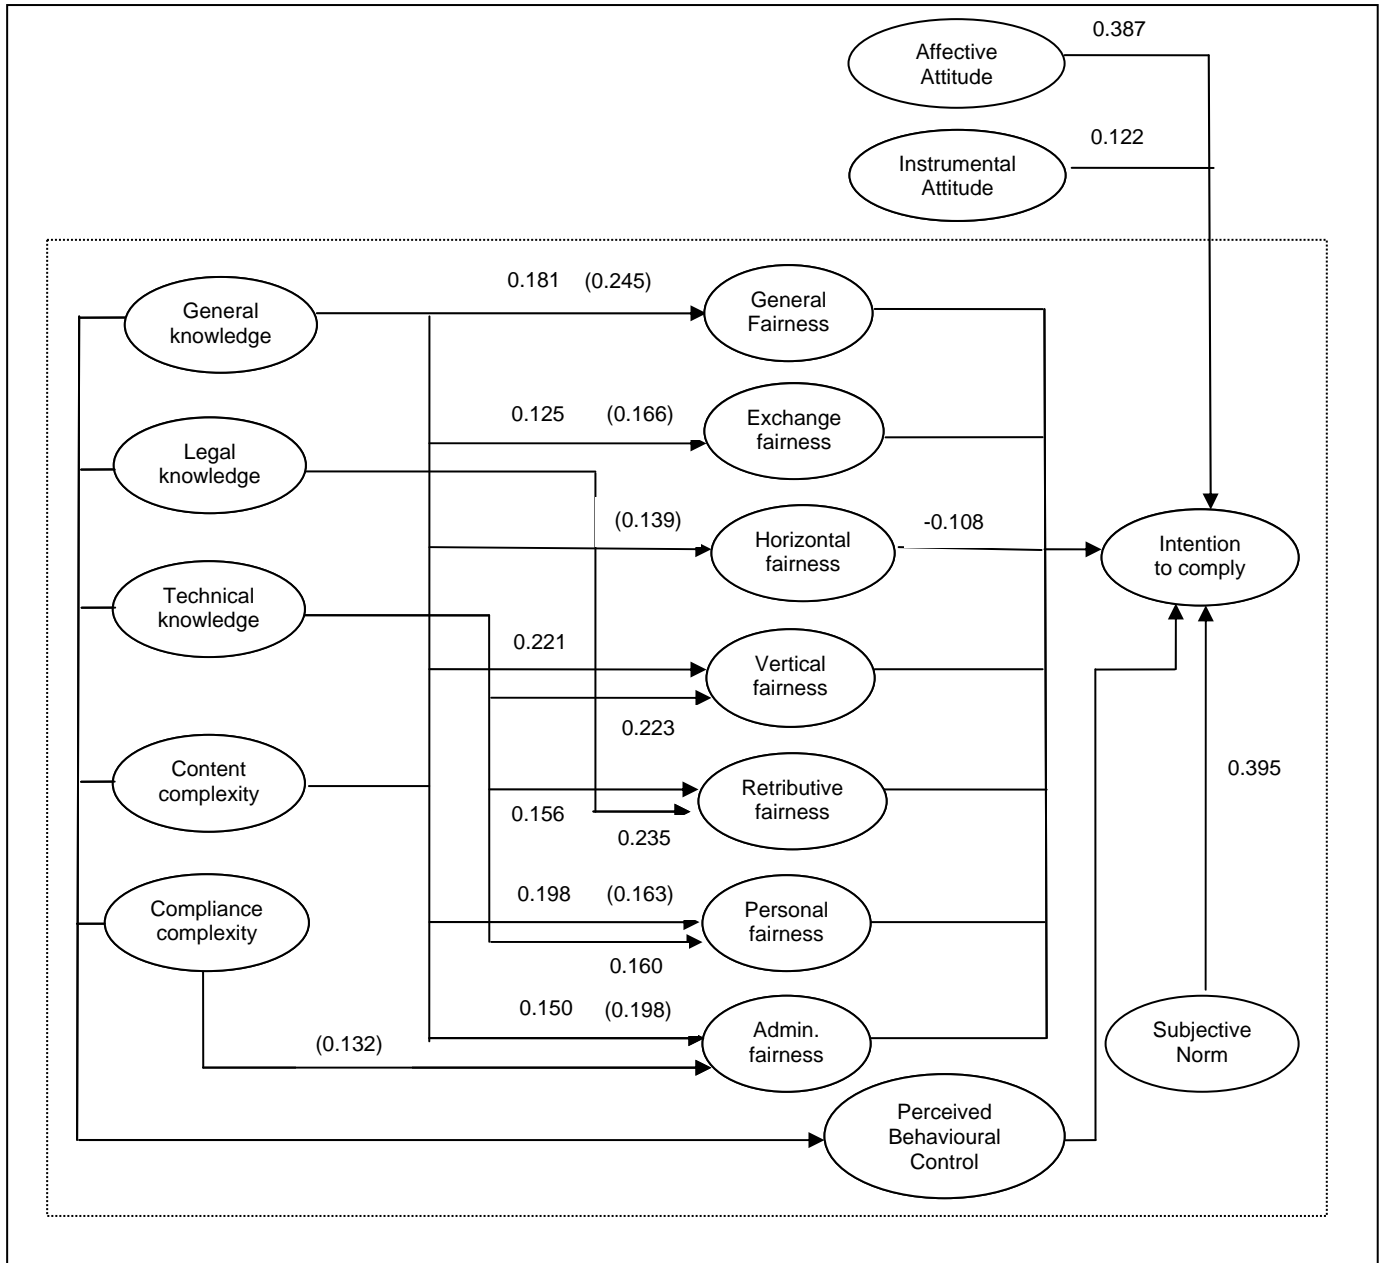 0.387
Affective
Attitude
0.122
Instrumental
Attitude
General
knowledge
0.181 (0.245)
General
Fairness
Legal
knowledge
0.125 (0.166)
Exchange
fairness
(0.139)
Horizontal
fairness
-0.108
Intention
to comply
Technical
knowledge
0.221
Vertical
fairness
0.223
Content
complexity
0.156
0.235
Retributive
fairness
0.395
Compliance
complexity
0.198 (0.163)
Personal
fairness
0.160
0.150 (0.198)
(0.132)
Admin.
fairness
Subjective
Norm
Perceived
Behavioural
Control